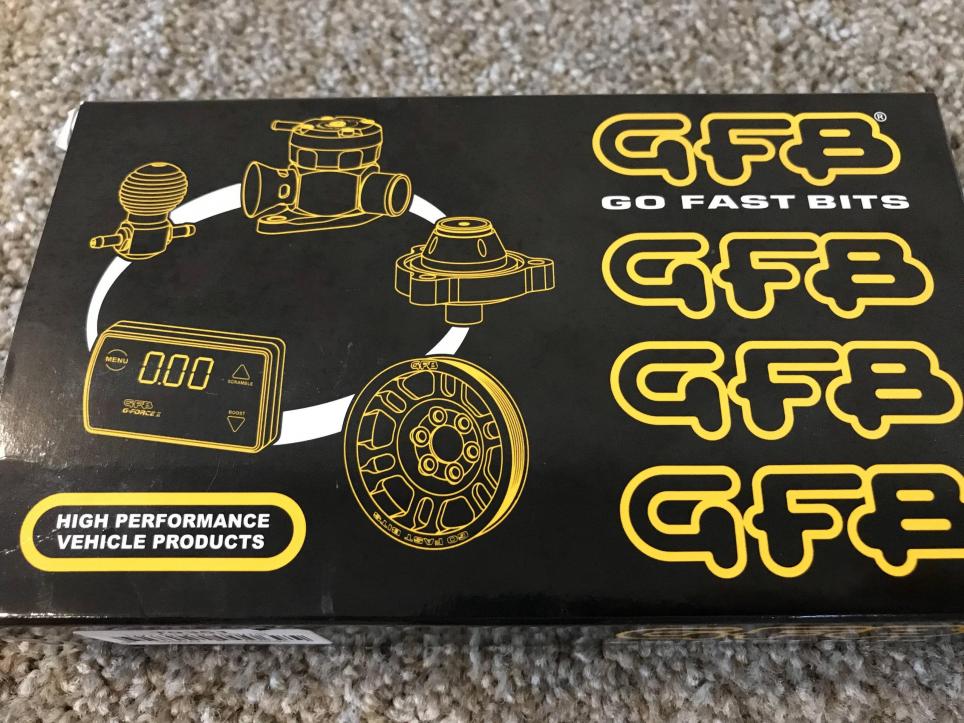 GFB®
GO FAST BITS
GFB
GFB
GFB
MENU
0.00
SCRAMBLE
GFB
G-FORCE II
BOOST
GFB
GO FAST BITS
HIGH PERFORMANCE
VEHICLE PRODUCTS